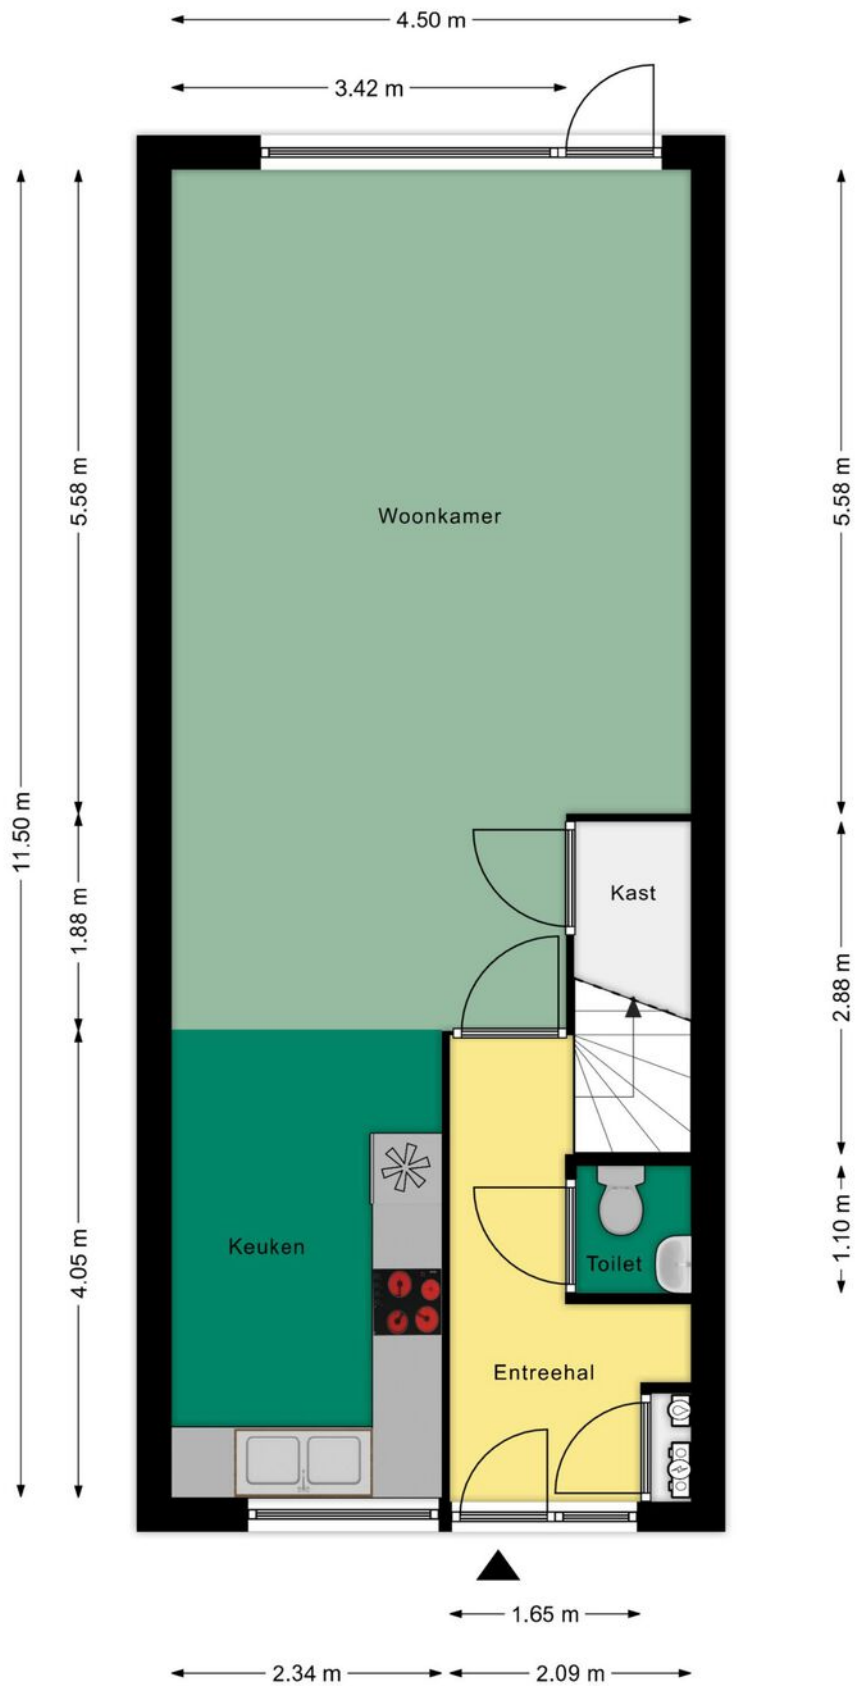 4.50 m
3.42 m
5.58 m
5.58 m
Woonkamer
11.50 m
1.88 m
Kast
2.88 m
4.05 m
Keuken
Toilet
1.10 m
Entreehal
1.65 m
2.34 m
2.09 m